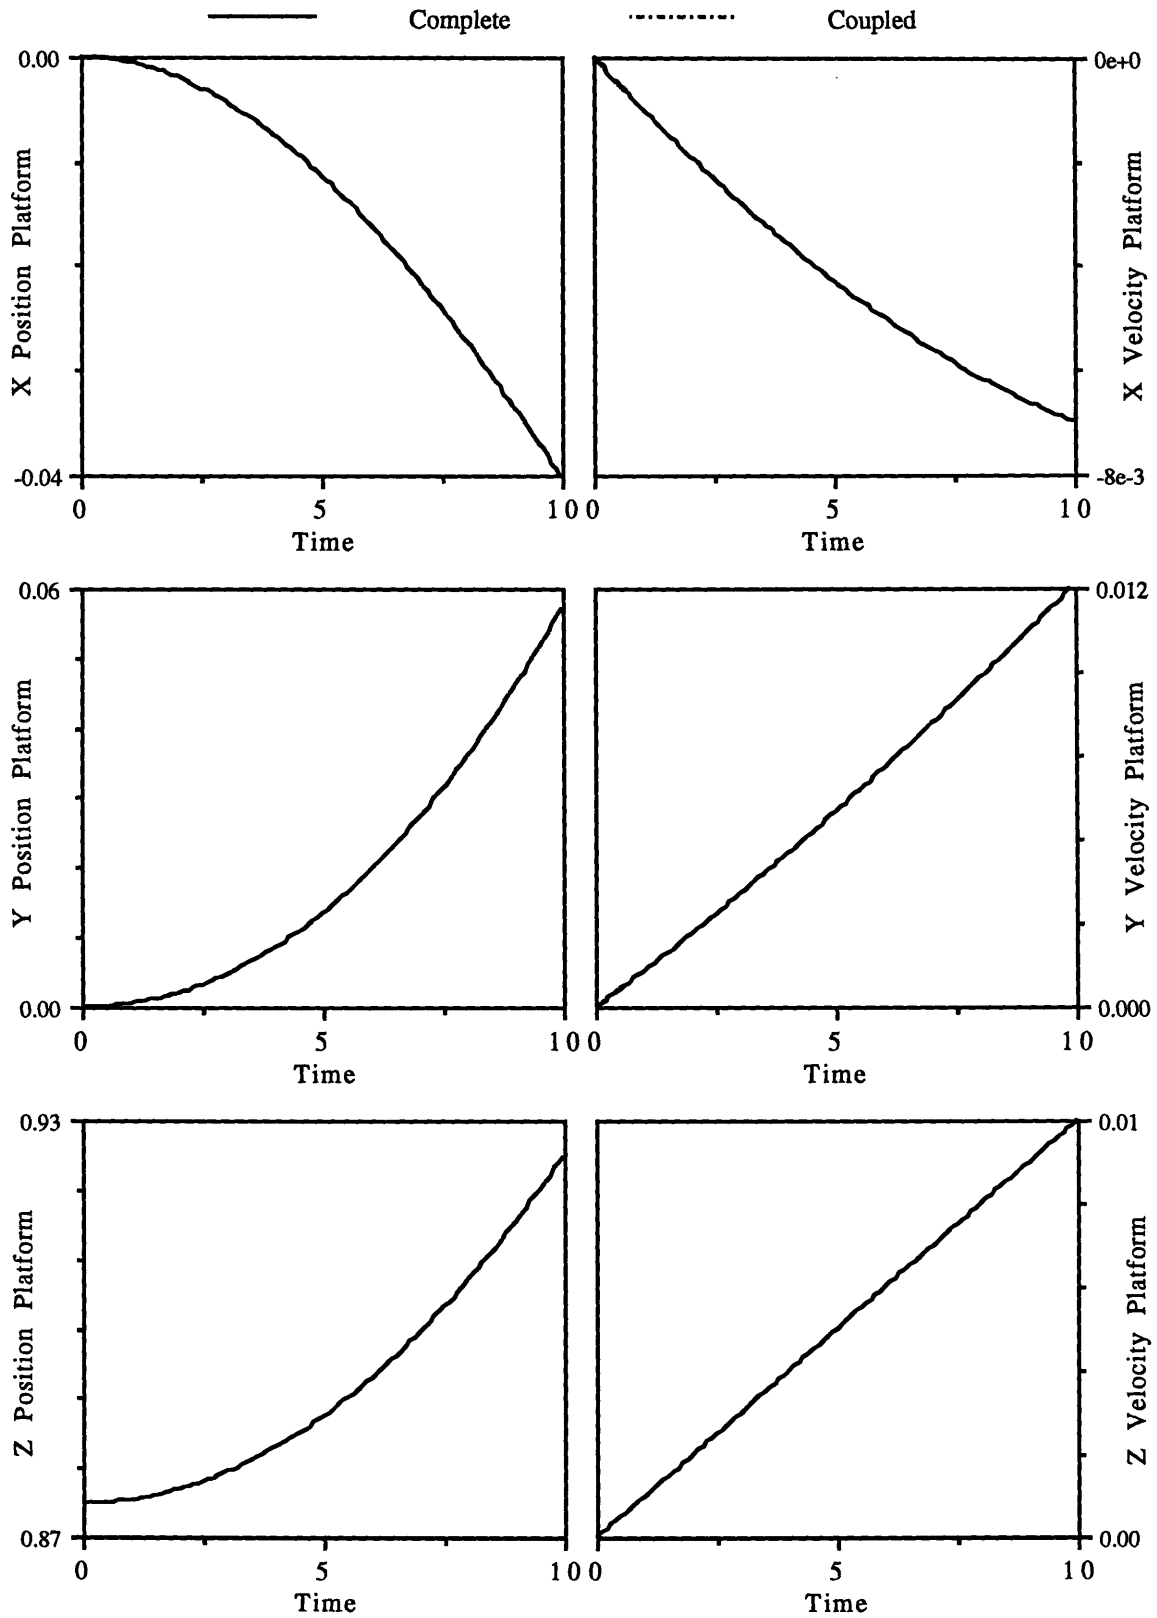 Complete Coupled
0.00 0e+0
X Position Platform
X Velocity Platform
-0.04 -8e-3
0 5 10 0 5 10
Time Time
0.06 0.012
Y Position Platform
Y Velocity Platform
0.00 0.000
0 5 10 0 5 10
Time Time
0.93 0.01
Z Position Platform
Z Velocity Platform
0.87 0.00
0 5 10 0 5 10
Time Time